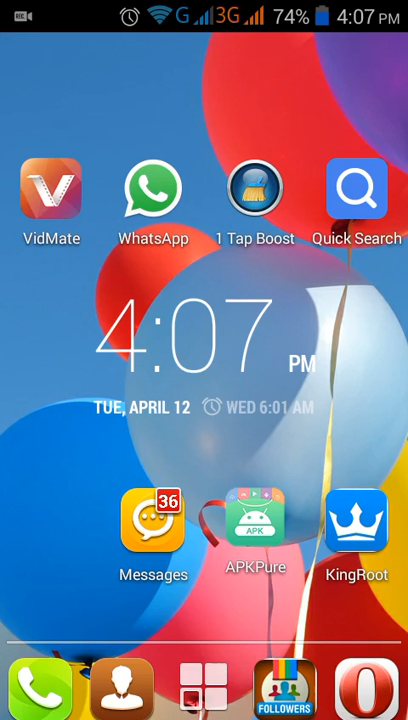 REC G 3G 74% 4:07 PM
VidMate WhatsApp 1 Tap Boost Quick Search
4:07 PM
TUE, APRIL 12 WED 6:01 AM
36
APK
Messages APKPure KingRoot
FOLLOWERS